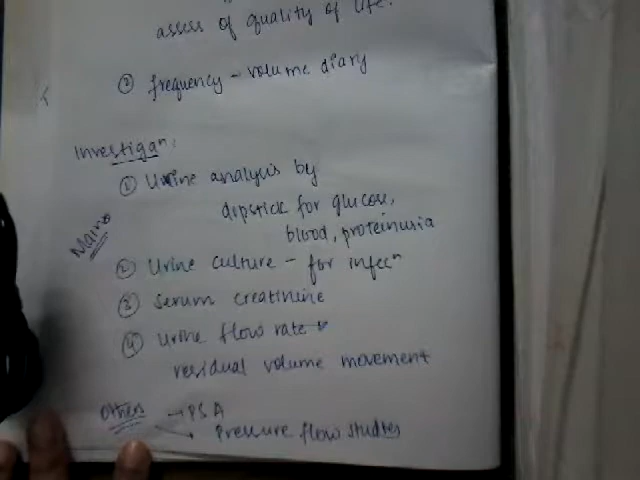 assess of quality of life.
② frequency - volume diary
Investigaⁿ:
① Urine analysis by
dipstick for glucose,
blood, proteinuria
Main
② Urine culture - for infecⁿ
③ Serum creatinine
④ Urine flow rate
residual volume movement
Others → PSA
→ Pressure flow studies